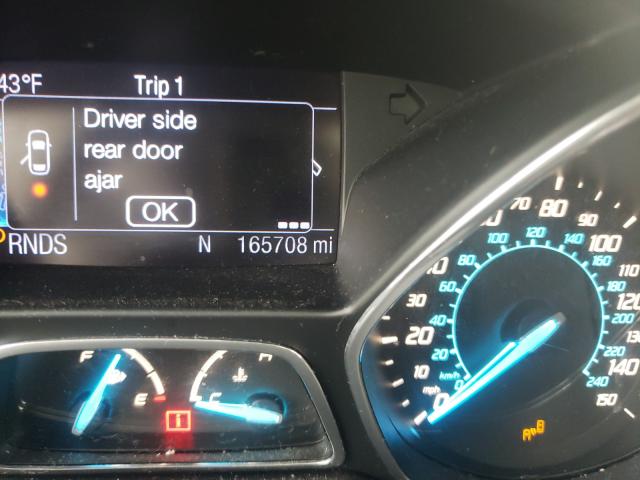 43°F Trip 1
Driver side
rear door
ajar
OK
RNDS N 165708 mi
F E
C H
mph 0 10 20 30 40 70 80 90 100 110 120 130 140 150
km/h 0 20 40 60 80 100 120 140 160 180 200 220 240